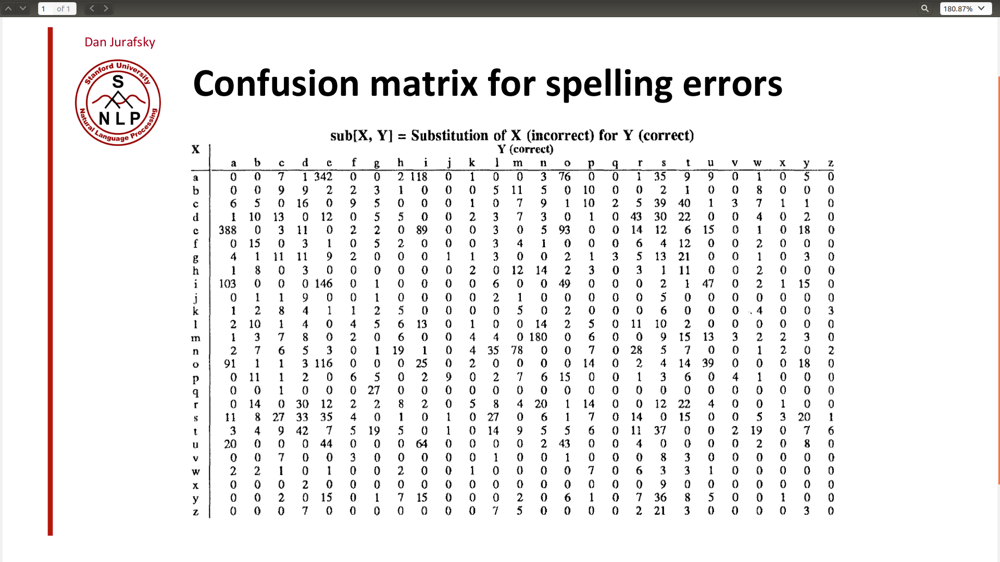 1 of 1
180.87%
Dan Jurafsky
Stanford University
S
N L P
Natural Language Processing
Confusion matrix for spelling errors
sub[X, Y] = Substitution of X (incorrect) for Y (correct)
X Y (correct)
a b c d e f g h i j k l m n o p q r s t u v w x y z
a 0 0 7 1 342 0 0 2 118 0 1 0 0 3 76 0 0 1 35 9 9 0 1 0 5 0
b 0 0 9 9 2 2 3 1 0 0 0 5 11 5 0 10 0 0 2 1 0 0 8 0 0 0
c 6 5 0 16 0 9 5 0 0 0 1 0 7 9 1 10 2 5 39 40 1 3 7 1 1 0
d 1 10 13 0 12 0 5 5 0 0 2 3 7 3 0 1 0 43 30 22 0 0 4 0 2 0
e 388 0 3 11 0 2 2 0 89 0 0 3 0 5 93 0 0 14 12 6 15 0 1 0 18 0
f 0 15 0 3 1 0 5 2 0 0 0 3 4 1 0 0 0 6 4 12 0 0 2 0 0 0
g 4 1 11 11 9 2 0 0 0 1 1 3 0 0 2 1 3 5 13 21 0 0 1 0 3 0
h 1 8 0 3 0 0 0 0 0 0 2 0 12 14 2 3 0 3 1 11 0 0 2 0 0 0
i 103 0 0 0 146 0 1 0 0 0 0 6 0 0 49 0 0 0 2 1 47 0 2 1 15 0
j 0 1 1 9 0 0 1 0 0 0 0 2 1 0 0 0 0 0 5 0 0 0 0 0 0 0
k 1 2 8 4 1 1 2 5 0 0 0 0 5 0 2 0 0 0 6 0 0 0 4 0 0 3
l 2 10 1 4 0 4 5 6 13 0 1 0 0 14 2 5 0 11 10 2 0 0 0 0 0 0
m 1 3 7 8 0 2 0 6 0 0 4 4 0 180 0 6 0 0 9 15 13 3 2 2 3 0
n 2 7 6 5 3 0 1 19 1 0 4 35 78 0 0 7 0 28 5 7 0 0 1 2 0 2
o 91 1 1 3 116 0 0 0 25 0 2 0 0 0 0 14 0 2 4 14 39 0 0 0 18 0
p 0 11 1 2 0 6 5 0 2 9 0 2 7 6 15 0 0 1 3 6 0 4 1 0 0 0
q 0 0 1 0 0 0 27 0 0 0 0 0 0 0 0 0 0 0 0 0 0 0 0 0 0 0
r 0 14 0 30 12 2 2 8 2 0 5 8 4 20 1 14 0 0 12 22 4 0 0 1 0 0
s 11 8 27 33 35 4 0 1 0 1 0 27 0 6 1 7 0 14 0 15 0 0 5 3 20 1
t 3 4 9 42 7 5 19 5 0 1 0 14 9 5 5 6 0 11 37 0 0 2 19 0 7 6
u 20 0 0 0 44 0 0 0 64 0 0 0 0 2 43 0 0 4 0 0 0 0 2 0 8 0
v 0 0 7 0 0 3 0 0 0 0 0 1 0 0 1 0 0 0 8 3 0 0 0 0 0 0
w 2 2 1 0 1 0 0 2 0 0 1 0 0 0 0 7 0 6 3 3 1 0 0 0 0 0
x 0 0 0 2 0 0 0 0 0 0 0 0 0 0 0 0 0 0 9 0 0 0 0 0 0 0
y 0 0 2 0 15 0 1 7 15 0 0 0 2 0 6 1 0 7 36 8 5 0 0 1 0 0
z 0 0 0 7 0 0 0 0 0 0 0 7 5 0 0 0 0 2 21 3 0 0 0 0 3 0